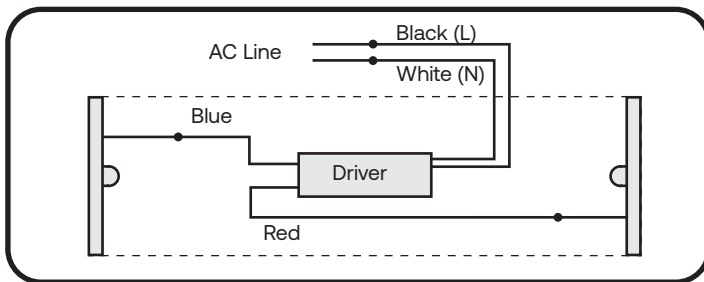 Black (L)
AC Line
White (N)
Blue
Driver
Red